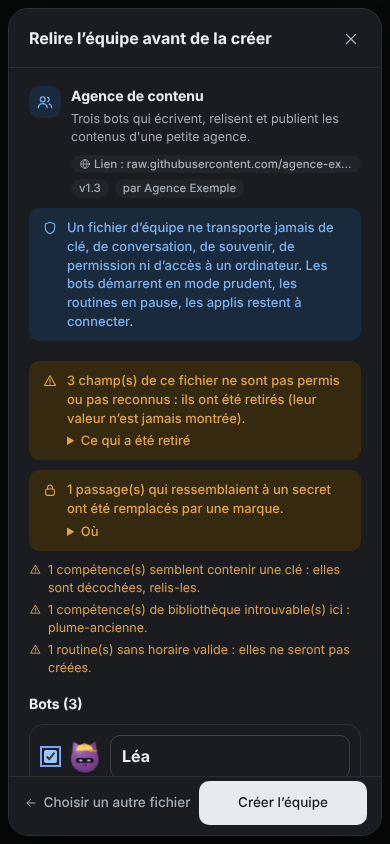 Relire l’équipe avant de la créer
Agence de contenu
Trois bots qui écrivent, relisent et publient les
contenus d'une petite agence.
Lien : raw.githubusercontent.com/agence-ex...
v1.3
par Agence Exemple
Un fichier d’équipe ne transporte jamais de
clé, de conversation, de souvenir, de
permission ni d’accès à un ordinateur. Les
bots démarrent en mode prudent, les
routines en pause, les applis restent à
connecter.
3 champ(s) de ce fichier ne sont pas permis
ou pas reconnus : ils ont été retirés (leur
valeur n’est jamais montrée).
Ce qui a été retiré
1 passage(s) qui ressemblaient à un secret
ont été remplacés par une marque.
Où
1 compétence(s) semblent contenir une clé : elles
sont décochées, relis-les.
1 compétence(s) de bibliothèque introuvable(s) ici :
plume-ancienne.
1 routine(s) sans horaire valide : elles ne seront pas
créées.
Bots (3)
Léa
← Choisir un autre fichier
Créer l’équipe